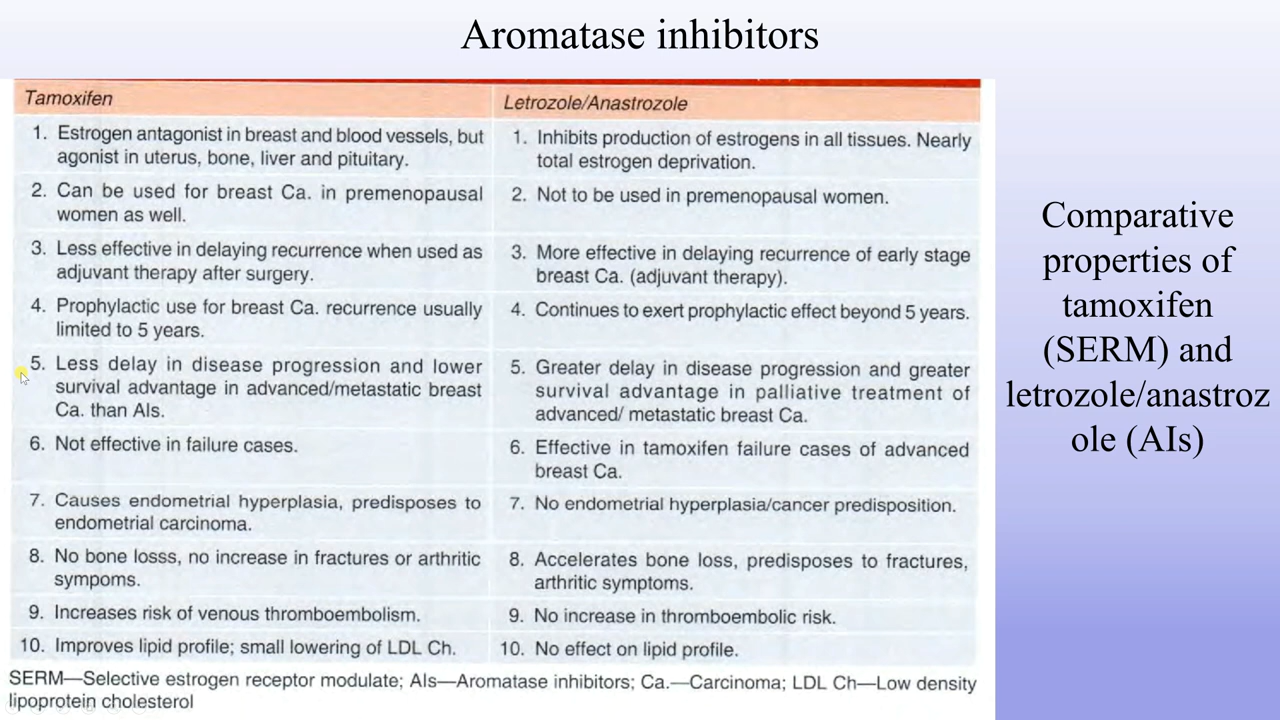 Aromatase inhibitors
Tamoxifen
Letrozole/Anastrozole
1. Estrogen antagonist in breast and blood vessels, but
agonist in uterus, bone, liver and pituitary.
1. Inhibits production of estrogens in all tissues. Nearly
total estrogen deprivation.
2. Can be used for breast Ca. in premenopausal
women as well.
2. Not to be used in premenopausal women.
3. Less effective in delaying recurrence when used as
adjuvant therapy after surgery.
3. More effective in delaying recurrence of early stage
breast Ca. (adjuvant therapy).
4. Prophylactic use for breast Ca. recurrence usually
limited to 5 years.
4. Continues to exert prophylactic effect beyond 5 years.
5. Less delay in disease progression and lower
survival advantage in advanced/metastatic breast
Ca. than AIs.
5. Greater delay in disease progression and greater
survival advantage in palliative treatment of
advanced/ metastatic breast Ca.
6. Not effective in failure cases.
6. Effective in tamoxifen failure cases of advanced
breast Ca.
7. Causes endometrial hyperplasia, predisposes to
endometrial carcinoma.
7. No endometrial hyperplasia/cancer predisposition.
8. No bone losss, no increase in fractures or arthritic
sympoms.
8. Accelerates bone loss, predisposes to fractures,
arthritic symptoms.
9. Increases risk of venous thromboembolism.
9. No increase in thromboembolic risk.
10. Improves lipid profile; small lowering of LDL Ch.
10. No effect on lipid profile.
SERM—Selective estrogen receptor modulate; AIs—Aromatase inhibitors; Ca.—Carcinoma; LDL Ch—Low density
lipoprotein cholesterol
Comparative
properties of
tamoxifen
(SERM) and
letrozole/anastroz
ole (AIs)